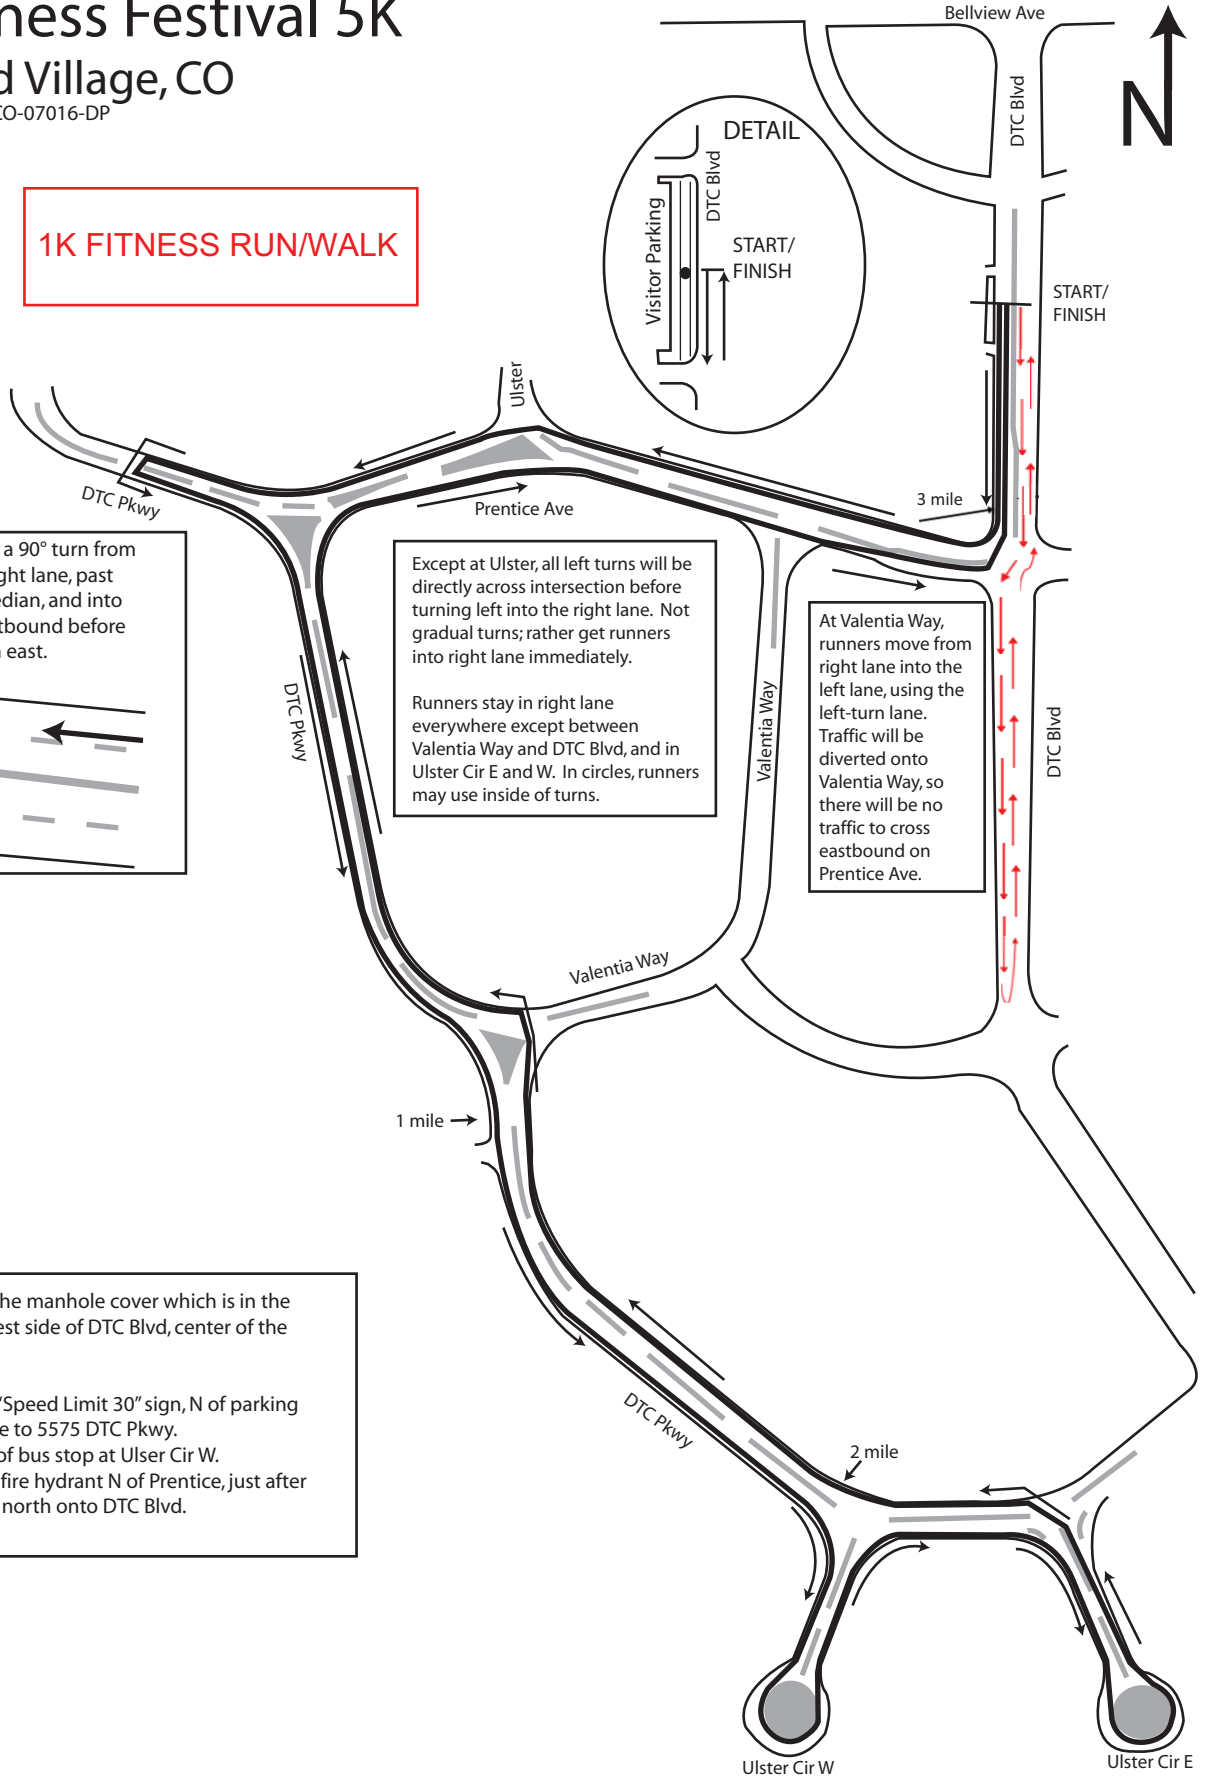 ness Festival 5K
d Village, CO
CO-07016-DP
1K FITNESS RUN/WALK
Bellview Ave
DTC Blvd
N
DETAIL
Visitor Parking
DTC Blvd
START/
FINISH
START/
FINISH
Ulster
DTC Pkwy
Prentice Ave
3 mile
a 90° turn from
ght lane, past
edian, and into
tbound before
n east.
Except at Ulster, all left turns will be
directly across intersection before
turning left into the right lane. Not
gradual turns; rather get runners
into right lane immediately.
Runners stay in right lane
everywhere except between
Valentia Way and DTC Blvd, and in
Ulster Cir E and W. In circles, runners
may use inside of turns.
At Valentia Way,
runners move from
right lane into the
left lane, using the
left-turn lane.
Traffic will be
diverted onto
Valentia Way, so
there will be no
traffic to cross
eastbound on
Prentice Ave.
DTC Pkwy
Valentia Way
DTC Blvd
Valentia Way
1 mile
he manhole cover which is in the
est side of DTC Blvd, center of the
"Speed Limit 30" sign, N of parking
e to 5575 DTC Pkwy.
of bus stop at Ulser Cir W.
fire hydrant N of Prentice, just after
north onto DTC Blvd.
DTC Pkwy
2 mile
Ulster Cir W
Ulster Cir E